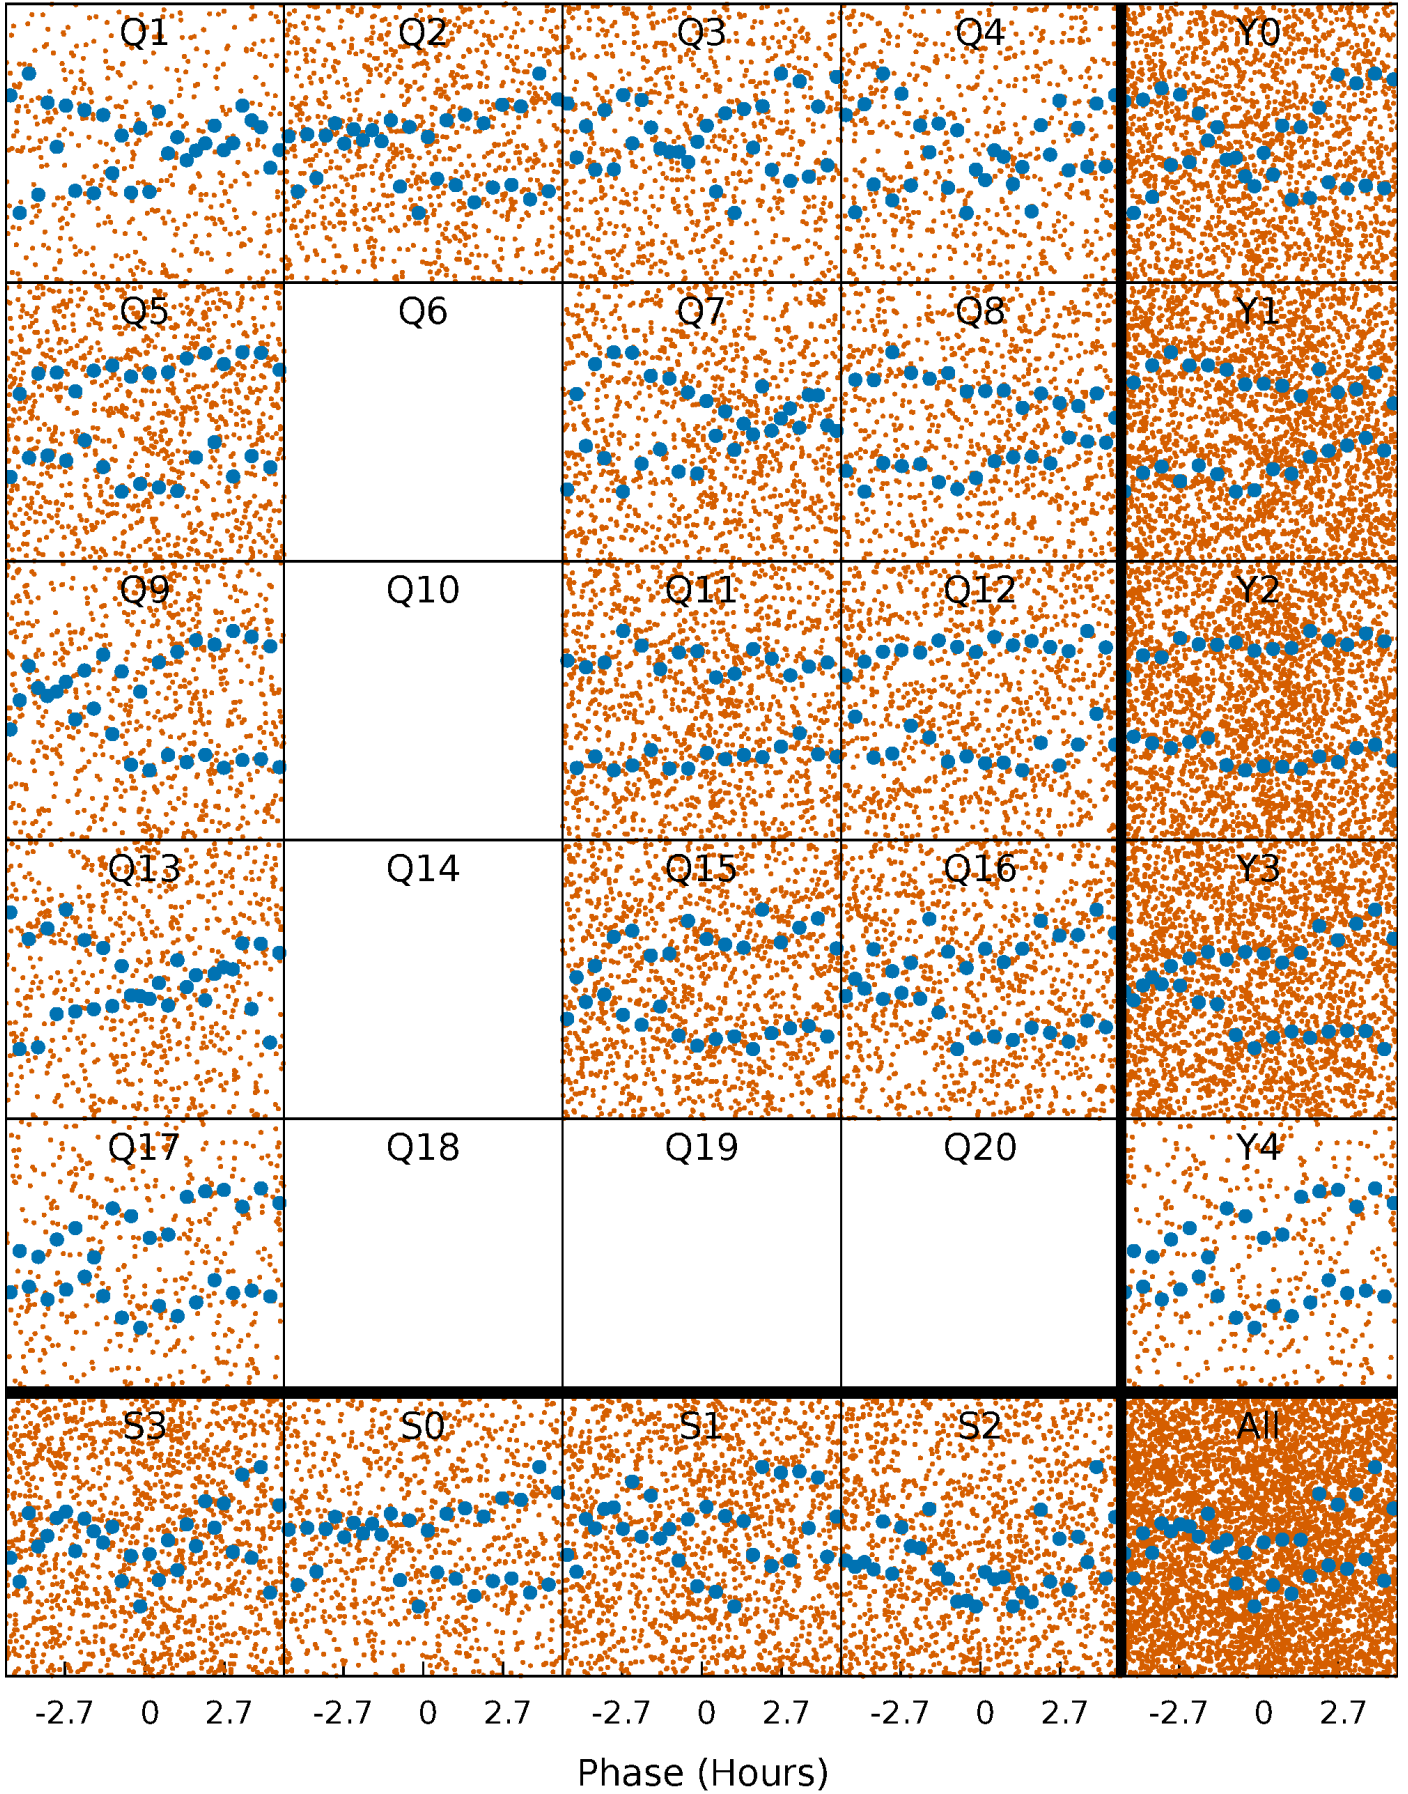 Q1 Q2 Q3 Q4 Y0
Q5 Q6 Q7 Q8 Y1
Q9 Q10 Q11 Q12 Y2
Q13 Q14 Q15 Q16 Y3
Q17 Q18 Q19 Q20 Y4
S3 S0 S1 S2 All
-2.7 0 2.7 -2.7 0 2.7 -2.7 0 2.7 -2.7 0 2.7 -2.7 0 2.7
Phase (Hours)